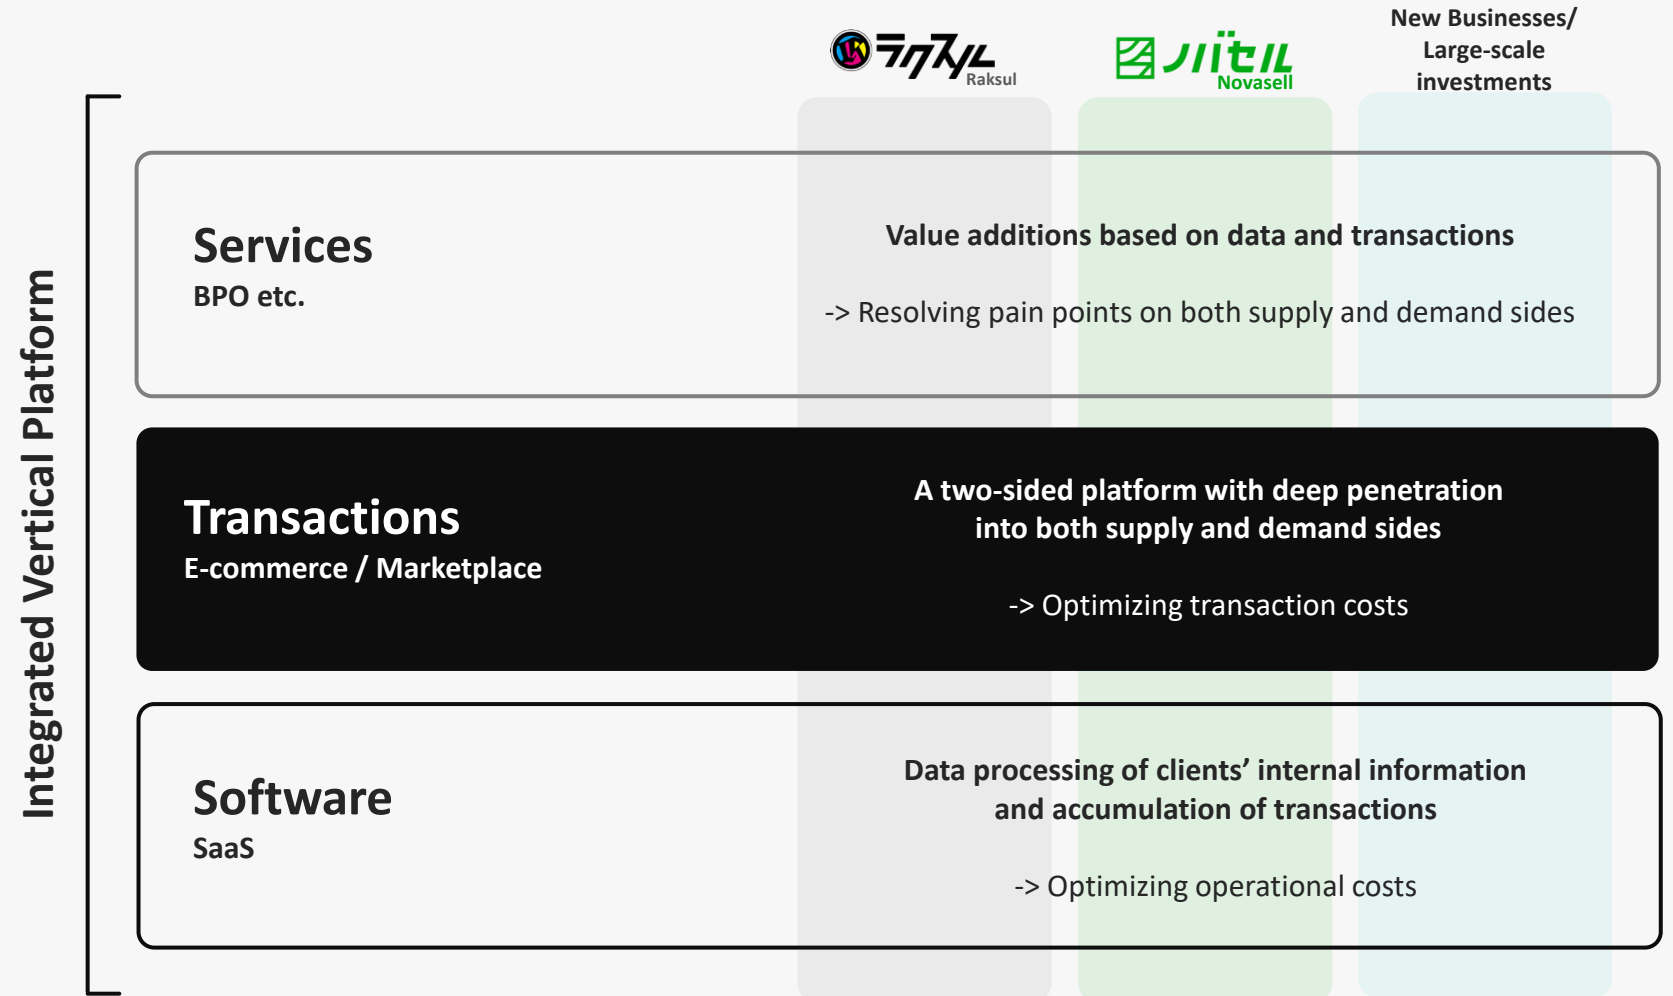 ラクスル
Raksul
ノバセル
Novasell
New Businesses/
Large-scale
investments
Integrated Vertical Platform
Services
BPO etc.
Value additions based on data and transactions
-> Resolving pain points on both supply and demand sides
Transactions
E-commerce / Marketplace
A two-sided platform with deep penetration
into both supply and demand sides
-> Optimizing transaction costs
Software
SaaS
Data processing of clients’ internal information
and accumulation of transactions
-> Optimizing operational costs